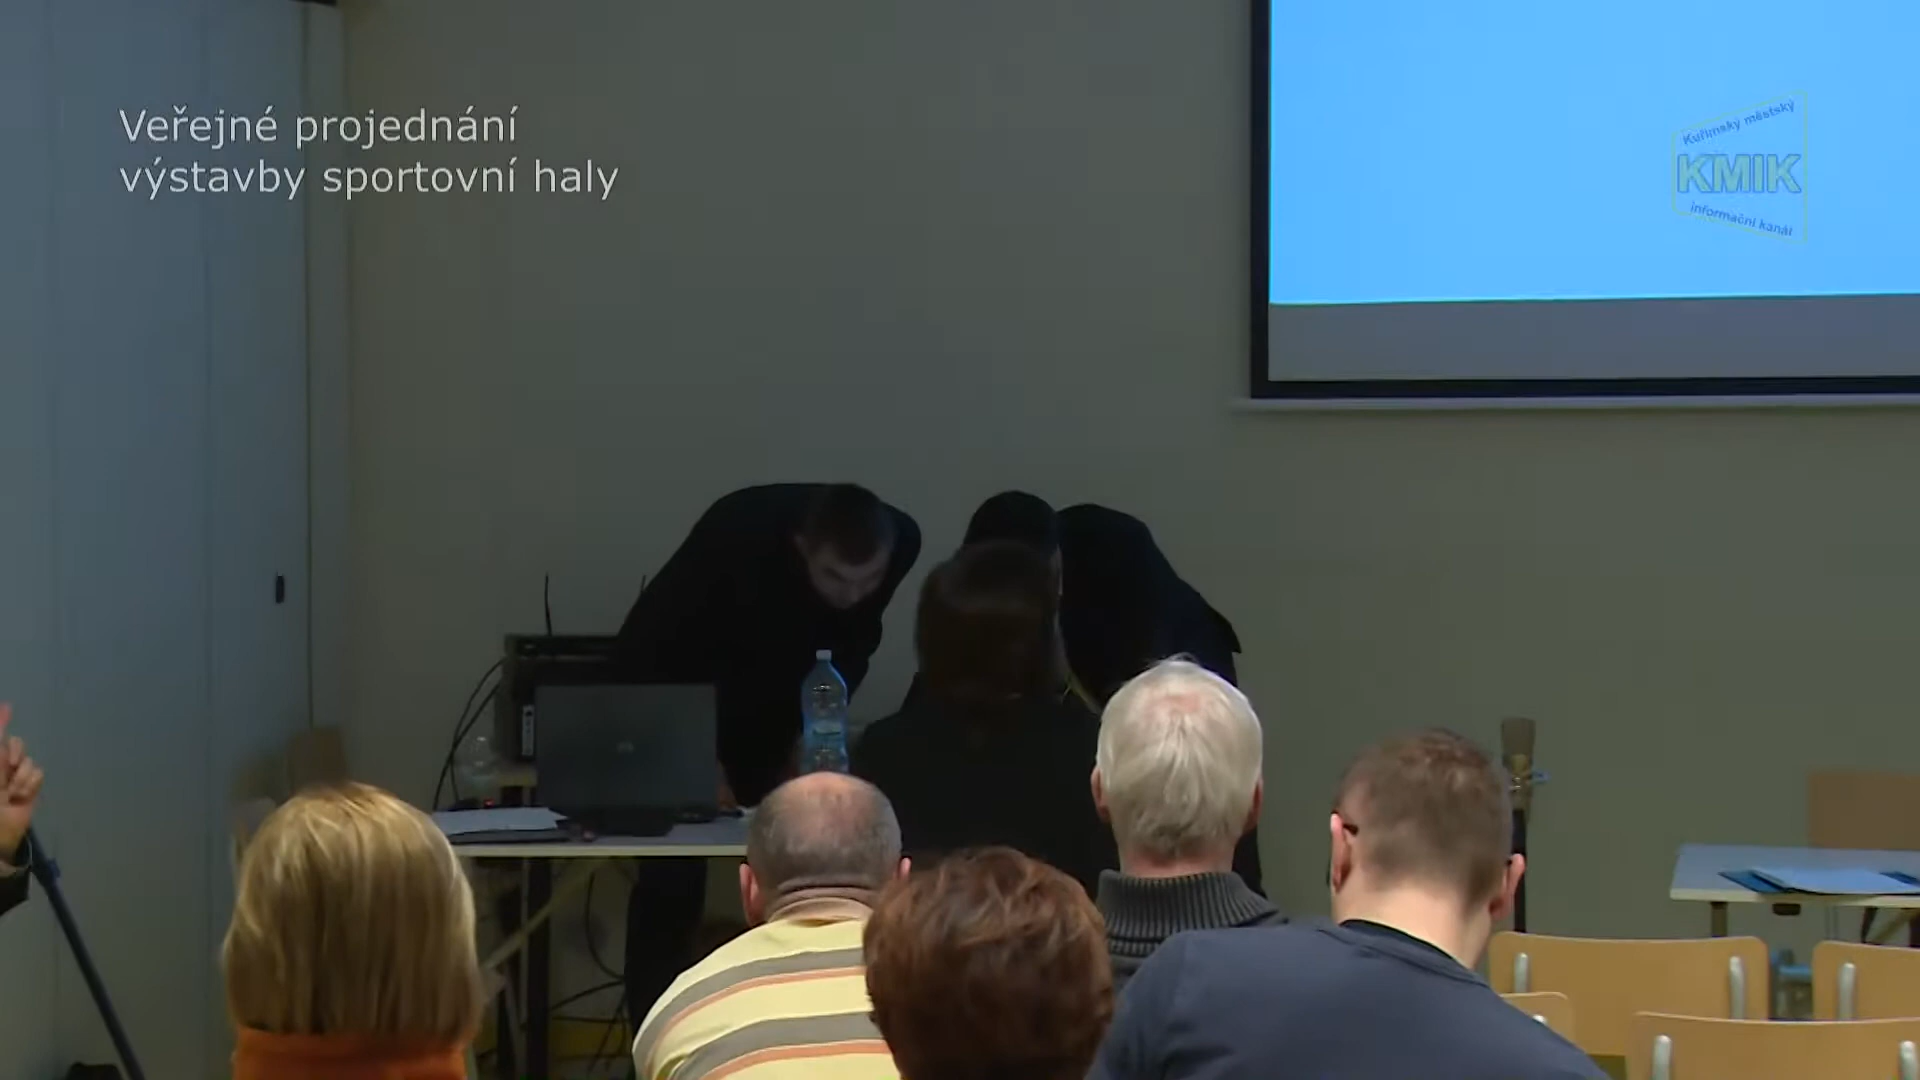 Veřejné projednání
výstavby sportovní haly
Kuřimský městský
KMIK
informační kanál